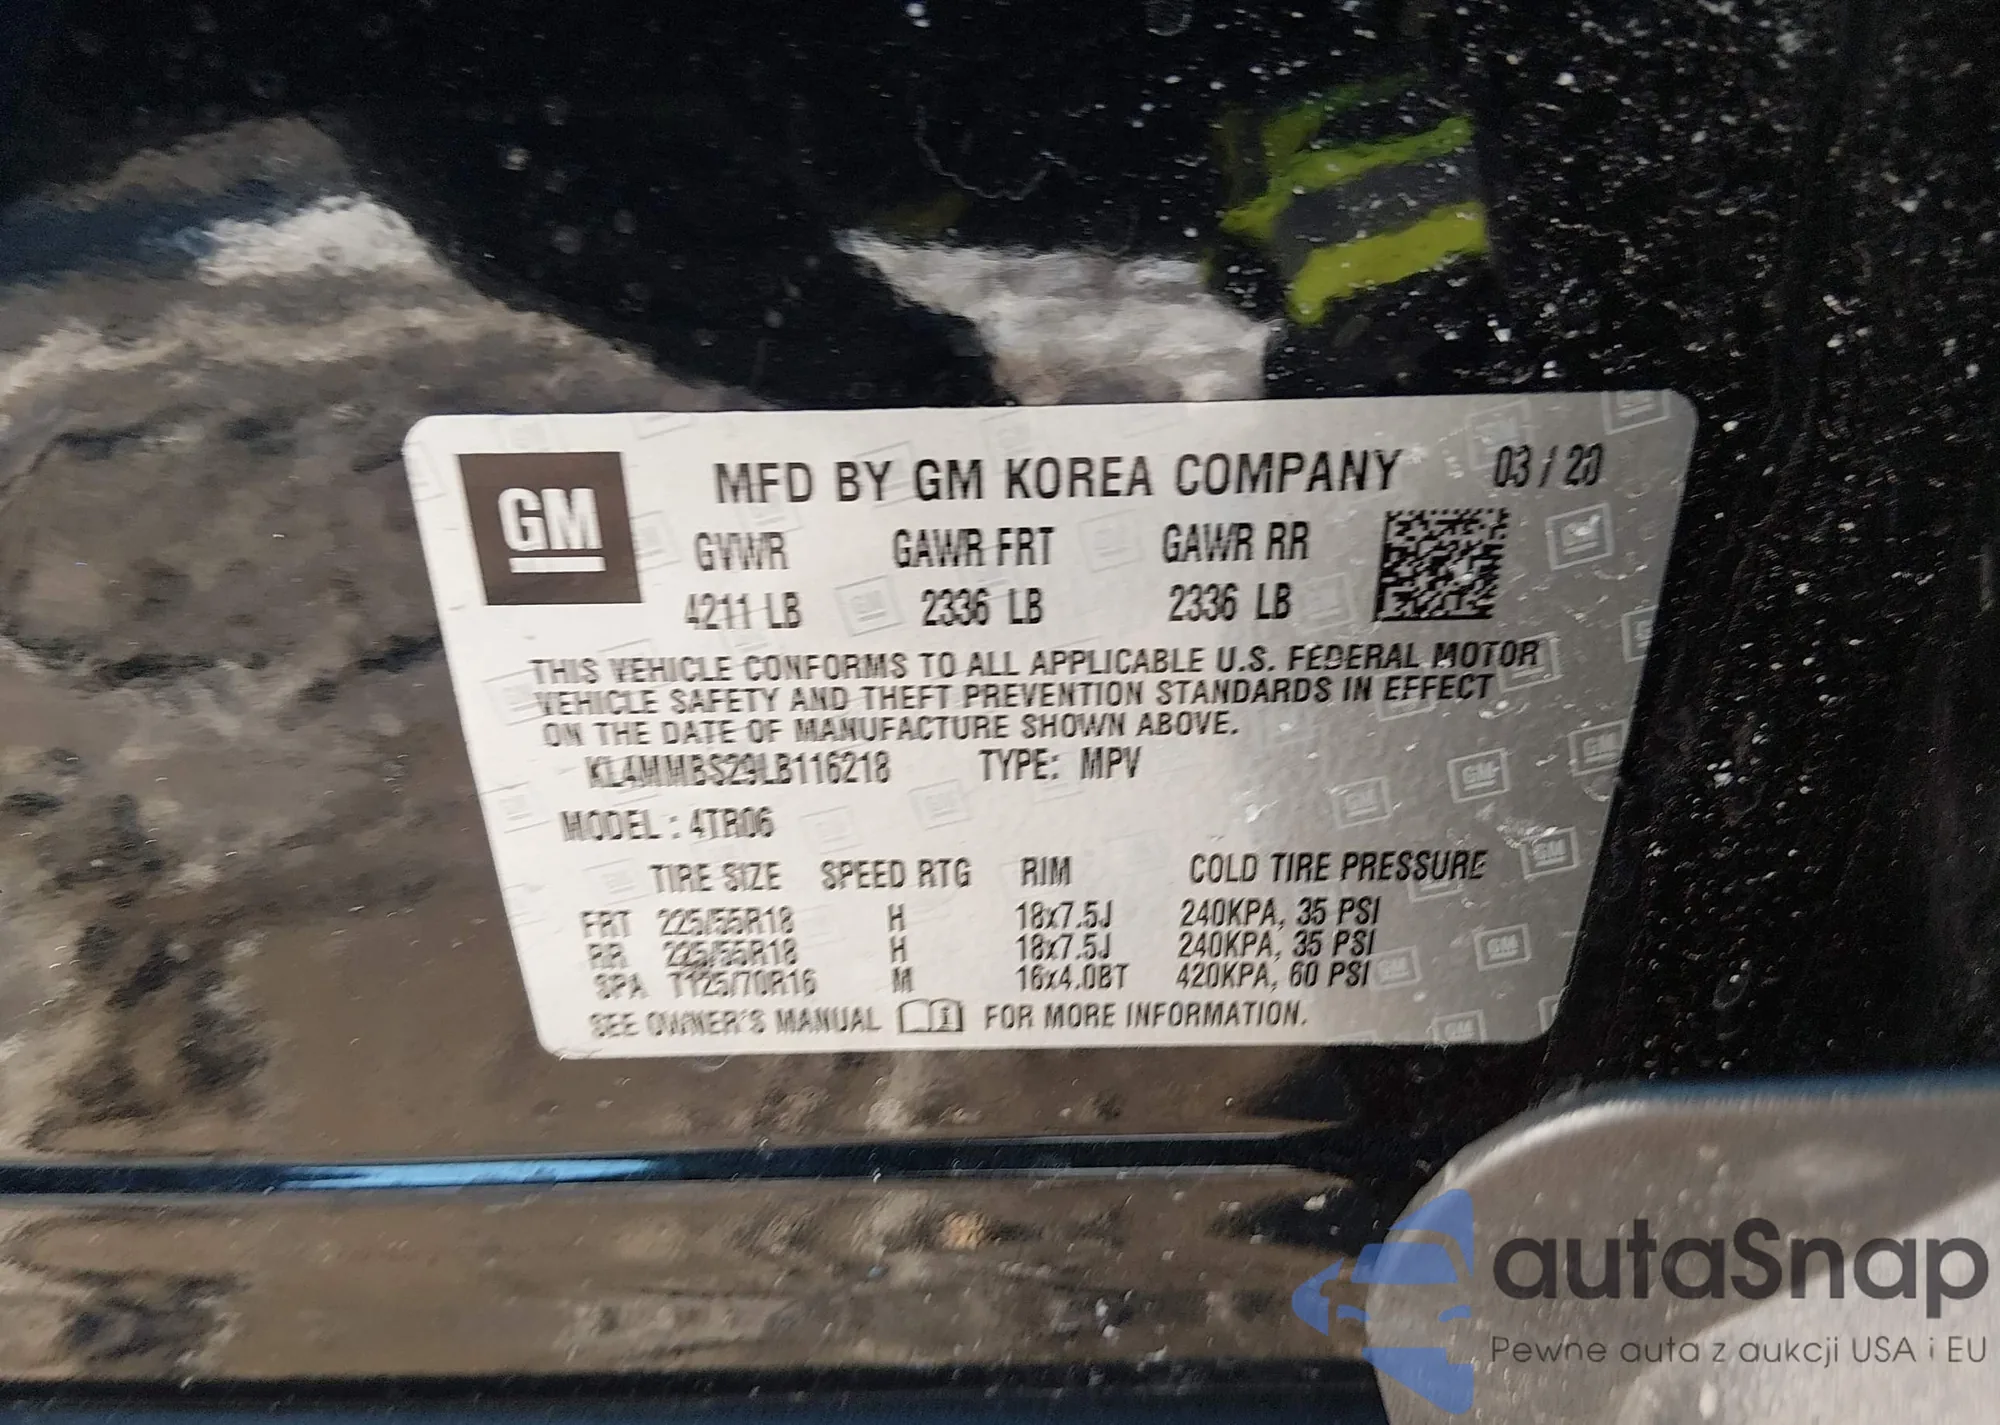 GM
MFD BY GM KOREA COMPANY 03/20
GVWR GAWR FRT GAWR RR
4211 LB 2336 LB 2336 LB
THIS VEHICLE CONFORMS TO ALL APPLICABLE U.S. FEDERAL MOTOR
VEHICLE SAFETY AND THEFT PREVENTION STANDARDS IN EFFECT
ON THE DATE OF MANUFACTURE SHOWN ABOVE.
KL4MMBS29LB116218 TYPE: MPV
MODEL : 4TR06
TIRE SIZE SPEED RTG RIM COLD TIRE PRESSURE
FRT 225/55R18 H 18x7.5J 240KPA, 35 PSI
RR 225/55R18 H 18x7.5J 240KPA, 35 PSI
SPA T125/70R16 M 16x4.0BT 420KPA, 60 PSI
SEE OWNER'S MANUAL FOR MORE INFORMATION.
autaSnap
Pewne auta z aukcji USA i EU